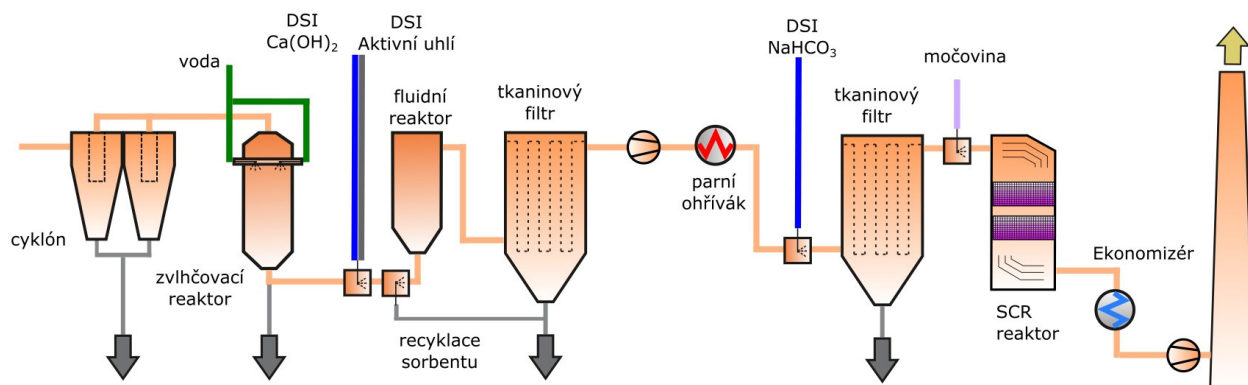 DSI
Ca(OH)₂
DSI
Aktivní uhlí
voda
fluidní
reaktor
tkaninový
filtr
DSI
NaHCO₃
tkaninový
filtr
močovina
parní
ohřívák
cyklón
zvlhčovací
reaktor
recyklace
sorbentu
SCR
reaktor
Ekonomizér